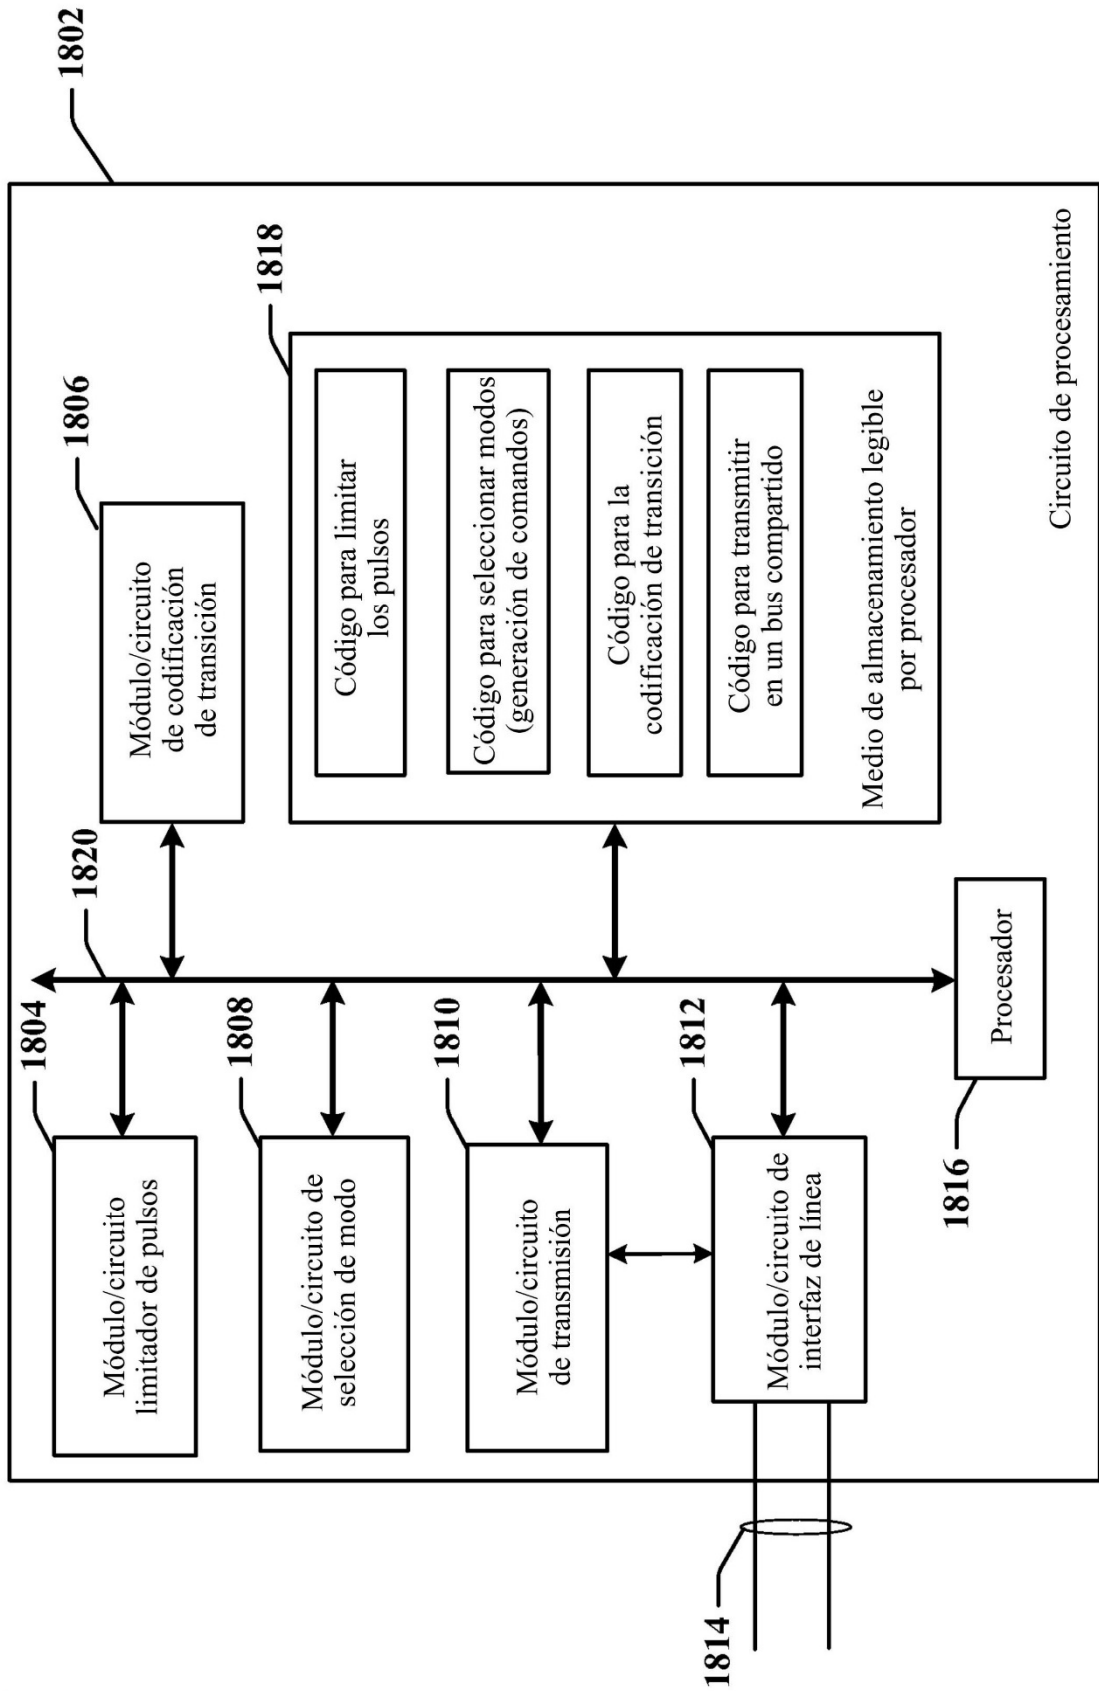 1802
1804
Módulo/circuito
limitador de pulsos
1820
1806
Módulo/circuito
de codificación
de transición
1808
Módulo/circuito de
selección de modo
1818
Código para limitar
los pulsos
Código para seleccionar modos
(generación de comandos)
Código para la
codificación de transición
Código para transmitir
en un bus compartido
Medio de almacenamiento legible
por procesador
1810
Módulo/circuito
de transmisión
1812
Módulo/circuito de
interfaz de línea
1814
1816
Procesador
Circuito de procesamiento